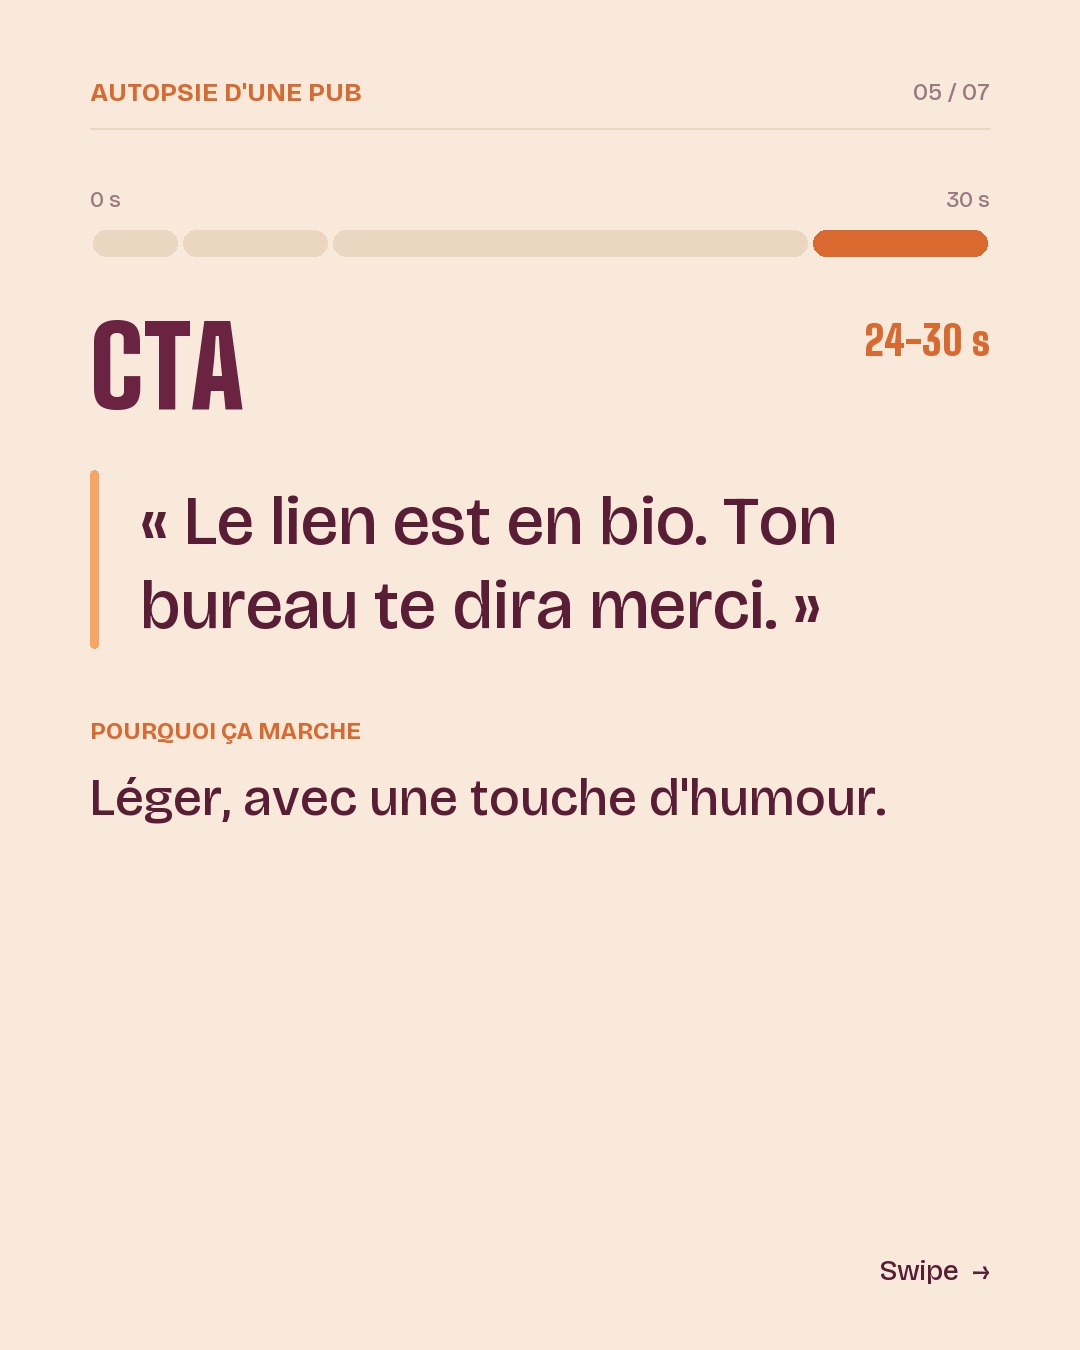 AUTOPSIE D'UNE PUB
05 / 07
0 s
30 s
CTA
24–30 s
« Le lien est en bio. Ton
bureau te dira merci. »
POURQUOI ÇA MARCHE
Léger, avec une touche d'humour.
Swipe →